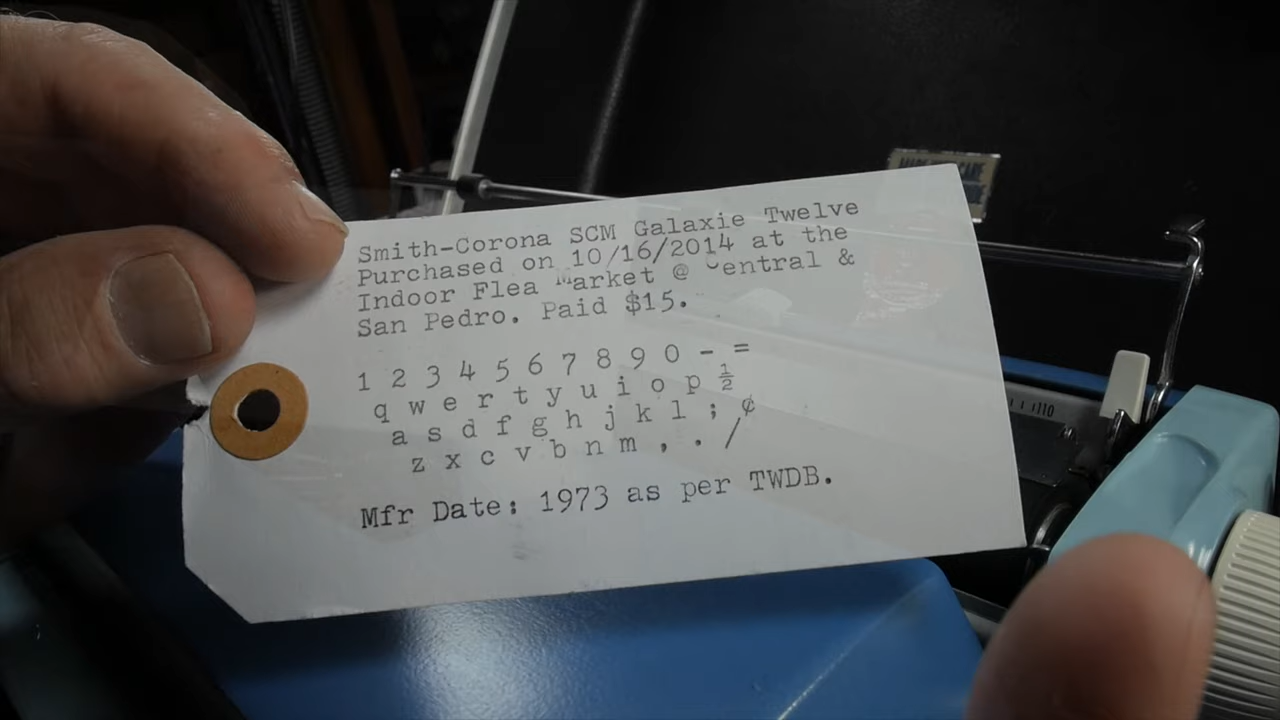 Smith-Corona SCM Galaxie Twelve
Purchased on 10/16/2014 at the
Indoor Flea Market @ Central &
San Pedro. Paid $15.
1 2 3 4 5 6 7 8 9 0 - =
q w e r t y u i o p ½
a s d f g h j k l ; ¢
z x c v b n m , . /
Mfr Date: 1973 as per TWDB.
110